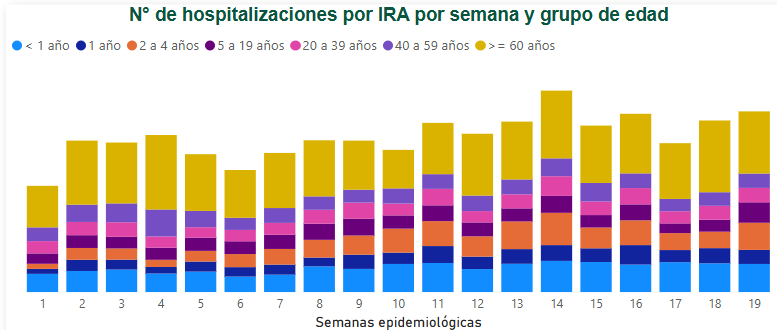 N° de hospitalizaciones por IRA por semana y grupo de edad
< 1 año 1 año 2 a 4 años 5 a 19 años 20 a 39 años 40 a 59 años >= 60 años
1 2 3 4 5 6 7 8 9 10 11 12 13 14 15 16 17 18 19
Semanas epidemiológicas